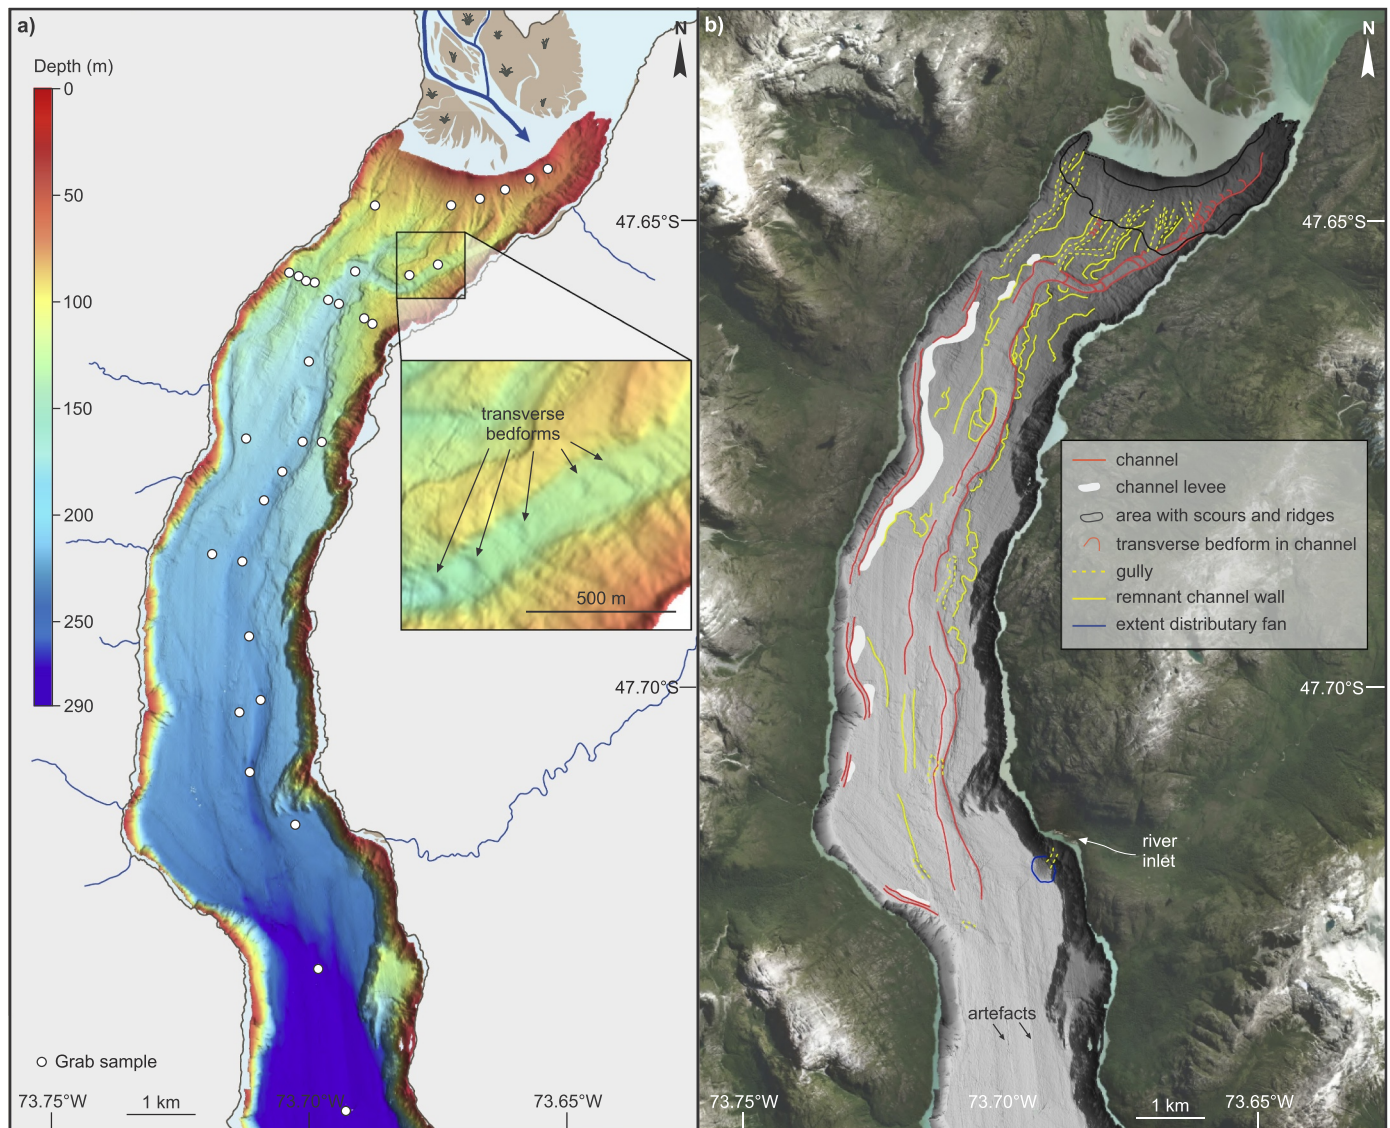 a)
N
Depth (m)
0
50
100
150
200
250
290
47.65°S
transverse
bedforms
500 m
47.70°S
Grab sample
73.75°W
1 km
73.70°W
73.65°W
b)
N
47.65°S
channel
channel levee
area with scours and ridges
transverse bedform in channel
gully
remnant channel wall
extent distributary fan
47.70°S
river
inlet
artefacts
73.75°W
73.70°W
1 km
73.65°W